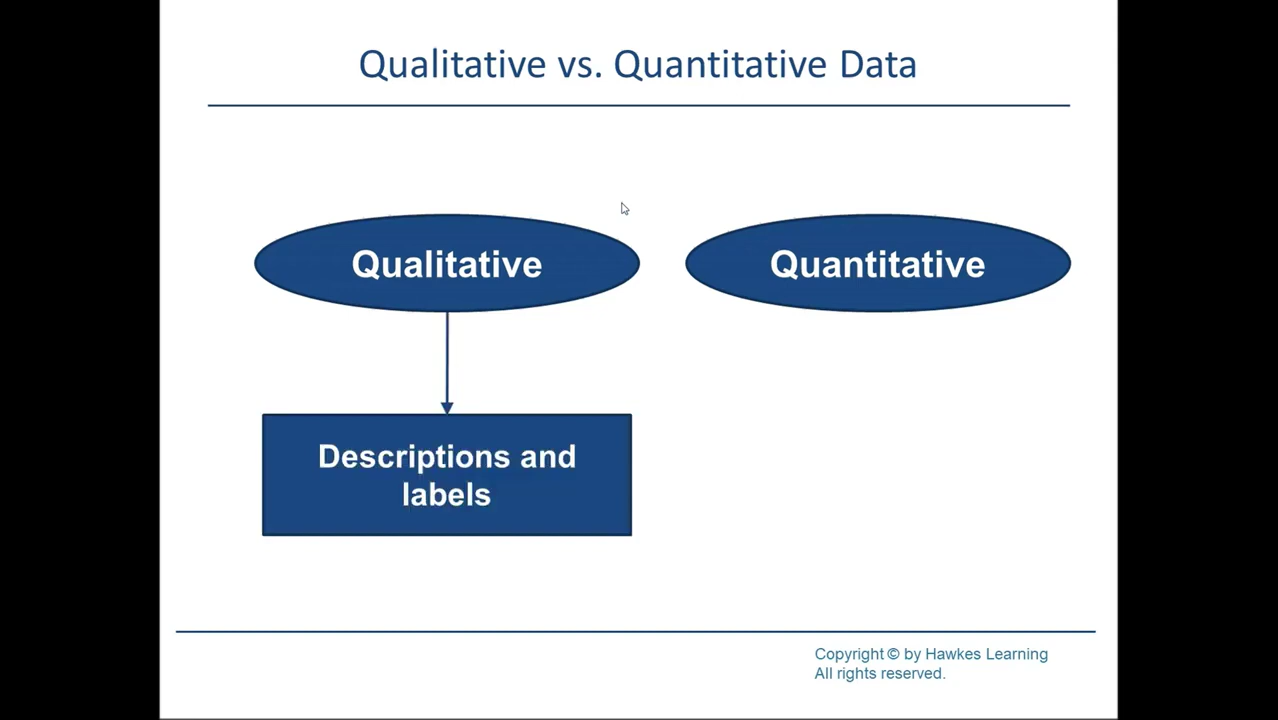 Qualitative vs. Quantitative Data
Qualitative
Quantitative
Descriptions and
labels
Copyright © by Hawkes Learning
All rights reserved.